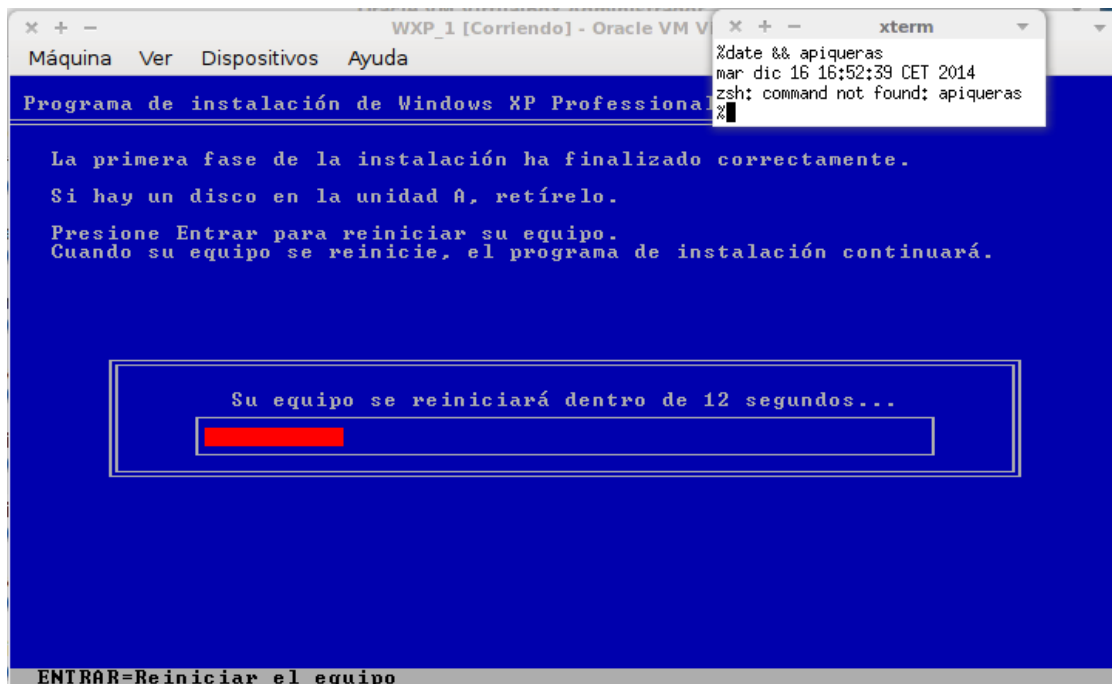 WXP_1 [Corriendo] - Oracle VM V
Máquina Ver Dispositivos Ayuda
xterm
%date && apiqueras
mar dic 16 16:52:39 CET 2014
zsh: command not found: apiqueras
%
Programa de instalación de Windows XP Professional
La primera fase de la instalación ha finalizado correctamente.
Si hay un disco en la unidad A, retírelo.
Presione Entrar para reiniciar su equipo.
Cuando su equipo se reinicie, el programa de instalación continuará.
Su equipo se reiniciará dentro de 12 segundos...
ENTRAR=Reiniciar el equipo